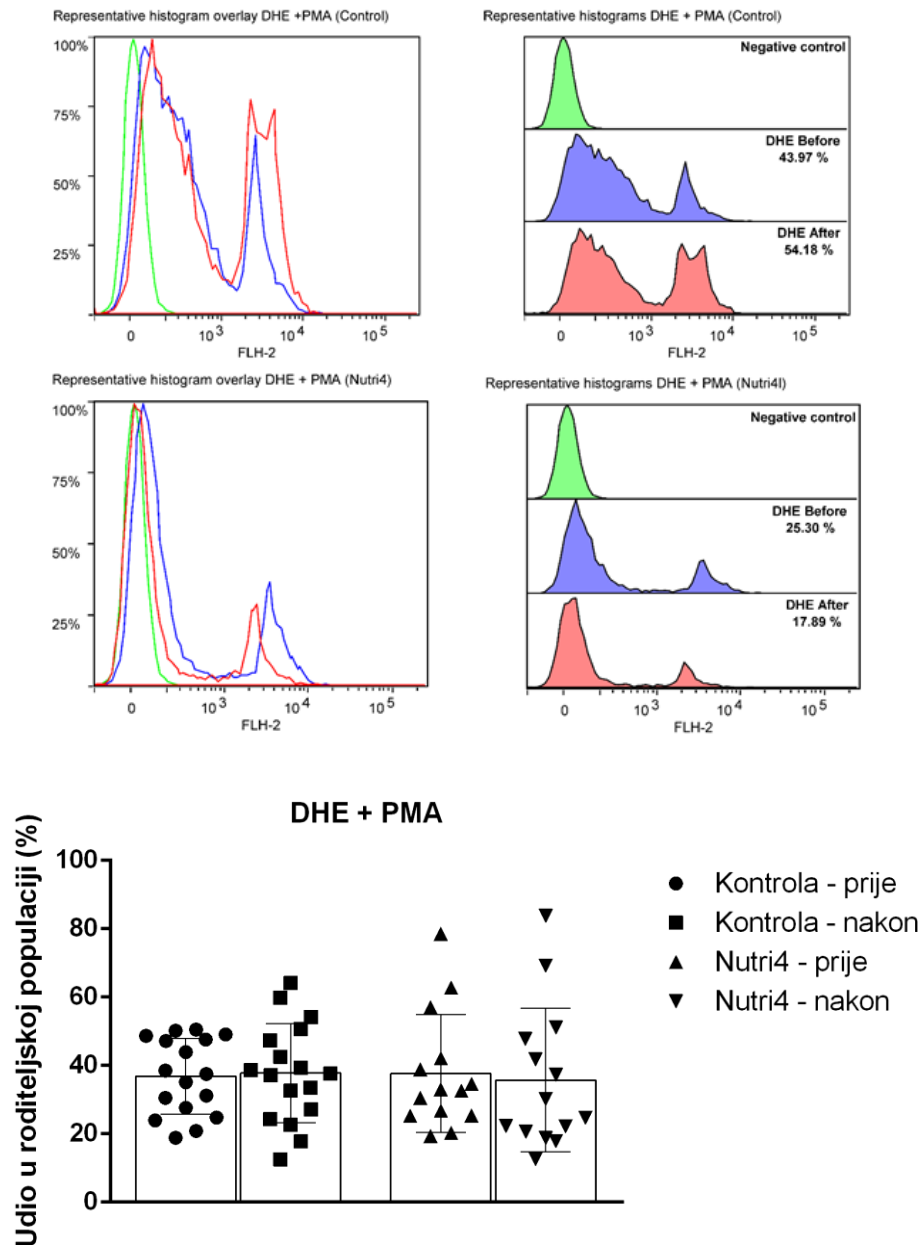 Representative histogram overlay DHE +PMA (Control)
100%
75%
50%
25%
0 10³ 10⁴ 10⁵
FLH-2
Representative histograms DHE + PMA (Control)
Negative control
DHE Before
43.97 %
DHE After
54.18 %
0 10³ 10⁴ 10⁵
FLH-2
Representative histogram overlay DHE + PMA (Nutri4)
100%
75%
50%
25%
0 10³ 10⁴ 10⁵
FLH-2
Representative histograms DHE + PMA (Nutri4l)
Negative control
DHE Before
25.30 %
DHE After
17.89 %
0 10³ 10⁴ 10⁵
FLH-2
DHE + PMA
Udio u roditeljskoj populaciji (%)
100
80
60
40
20
0
Kontrola - prije
Kontrola - nakon
Nutri4 - prije
Nutri4 - nakon